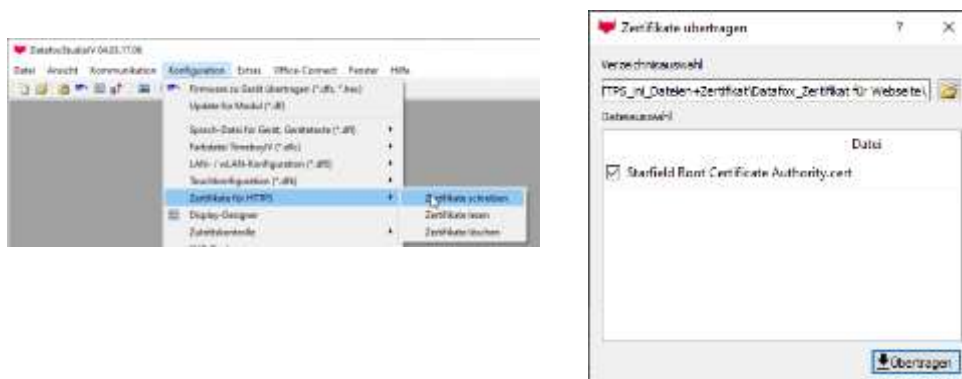 DatafoxStudioIV 04.03.17.06
Datei Ansicht Kommunikation Konfiguration Extras Office-Connect Fenster Hilfe
Firmware zu Gerät übertragen (*.dfz, *.hex)
Update für Modul (*.dfl)
Sprach-Datei für Gerät, Gerätetexte (*.dfl)
LAN- / wLAN-Konfiguration (*.dfl)
Touchkonfiguration (*.dfl)
Zertifikate für HTTPS
Zertifikate schreiben
Display-Designer
Zertifikate lesen
Zutrittskontrolle
Zertifikate löschen
Zertifikate übertragen
Verzeichnisauswahl
TTPS_ini_Dateien+Zertifikat\Datafox_Zertifikat für Webseite\
Dateiauswahl
Datei
Starfield Root Certificate Authority.cert
Übertragen